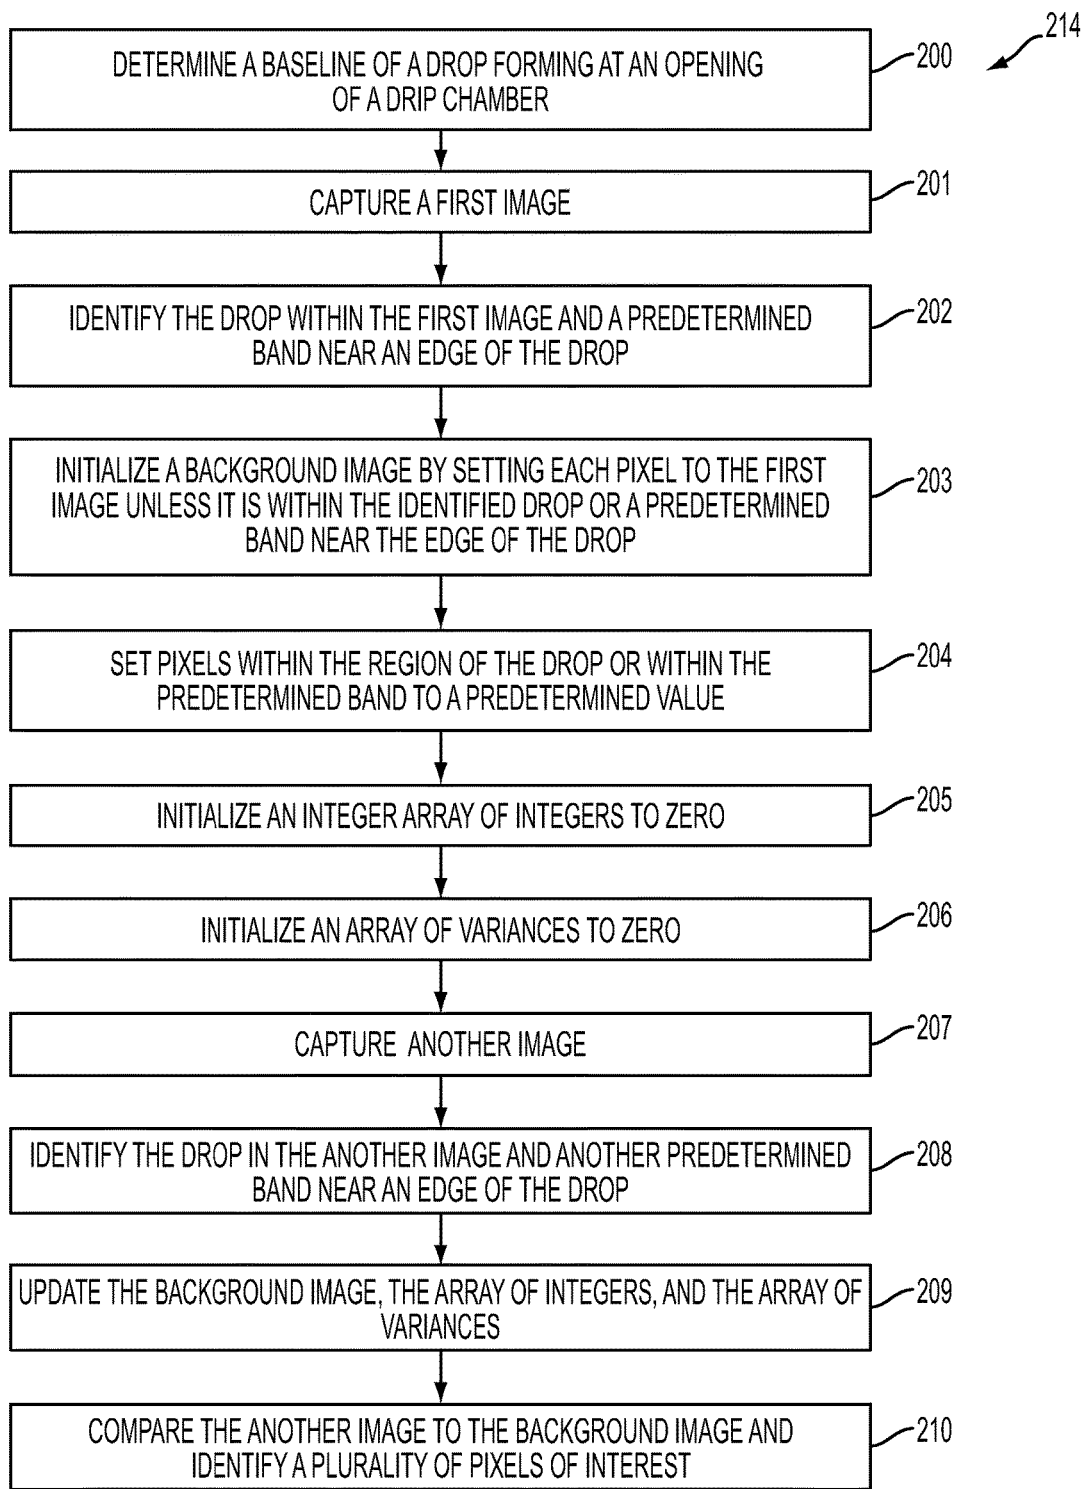 214
DETERMINE A BASELINE OF A DROP FORMING AT AN OPENING
OF A DRIP CHAMBER
200
CAPTURE A FIRST IMAGE
201
IDENTIFY THE DROP WITHIN THE FIRST IMAGE AND A PREDETERMINED
BAND NEAR AN EDGE OF THE DROP
202
INITIALIZE A BACKGROUND IMAGE BY SETTING EACH PIXEL TO THE FIRST
IMAGE UNLESS IT IS WITHIN THE IDENTIFIED DROP OR A PREDETERMINED
BAND NEAR THE EDGE OF THE DROP
203
SET PIXELS WITHIN THE REGION OF THE DROP OR WITHIN THE
PREDETERMINED BAND TO A PREDETERMINED VALUE
204
INITIALIZE AN INTEGER ARRAY OF INTEGERS TO ZERO
205
INITIALIZE AN ARRAY OF VARIANCES TO ZERO
206
CAPTURE ANOTHER IMAGE
207
IDENTIFY THE DROP IN THE ANOTHER IMAGE AND ANOTHER PREDETERMINED
BAND NEAR AN EDGE OF THE DROP
208
UPDATE THE BACKGROUND IMAGE, THE ARRAY OF INTEGERS, AND THE ARRAY OF
VARIANCES
209
COMPARE THE ANOTHER IMAGE TO THE BACKGROUND IMAGE AND
IDENTIFY A PLURALITY OF PIXELS OF INTEREST
210